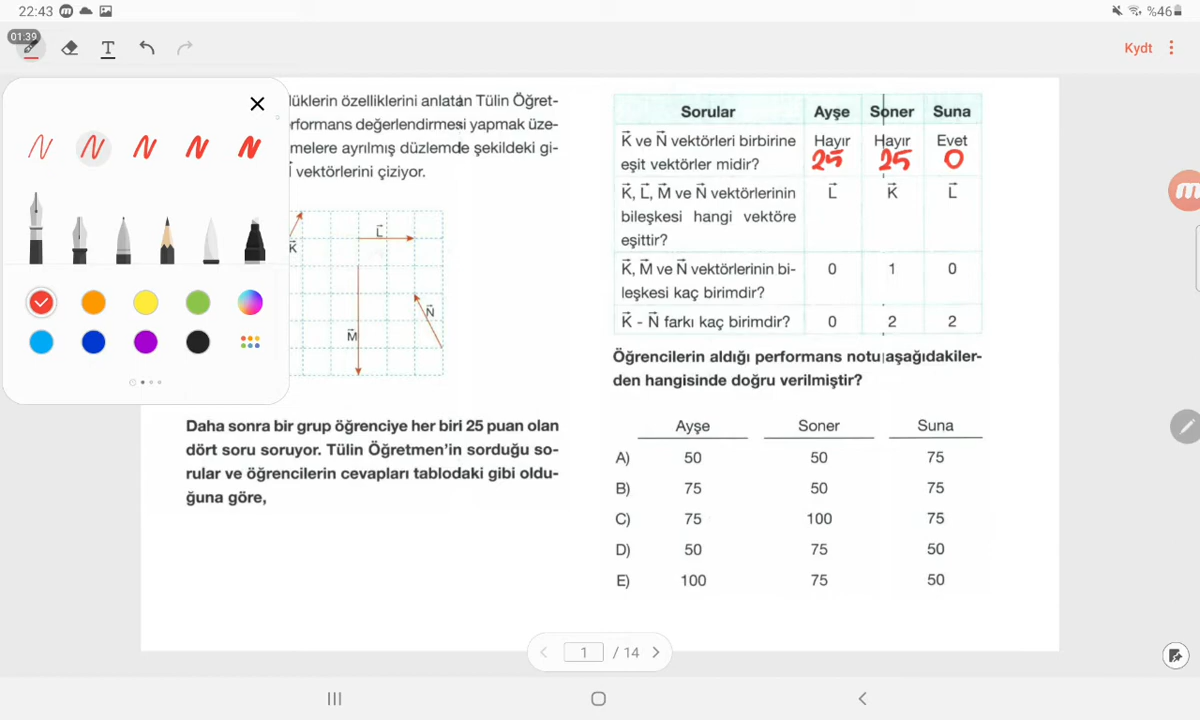 22:43
%46
01:39
T
Kydt
lüklerin özelliklerini anlatan Tülin Öğret-
rformans değerlendirmesi yapmak üze-
melere ayrılmış düzlemde şekildeki gi-
vektörlerini çiziyor.
K⃗
L⃗
M⃗
N⃗
Daha sonra bir grup öğrenciye her biri 25 puan olan
dört soru soruyor. Tülin Öğretmen'in sorduğu so-
rular ve öğrencilerin cevapları tablodaki gibi oldu-
ğuna göre,
Sorular Ayşe Soner Suna
K⃗ ve N⃗ vektörleri birbirine Hayır Hayır Evet
eşit vektörler midir? 25 25 0
K⃗, L⃗, M⃗ ve N⃗ vektörlerinin L⃗ K⃗ L⃗
bileşkesi hangi vektöre
eşittir?
K⃗, M⃗ ve N⃗ vektörlerinin bi- 0 1 0
leşkesi kaç birimdir?
K⃗ - N⃗ farkı kaç birimdir? 0 2 2
Öğrencilerin aldığı performans notu aşağıdakiler-
den hangisinde doğru verilmiştir?
Ayşe Soner Suna
A) 50 50 75
B) 75 50 75
C) 75 100 75
D) 50 75 50
E) 100 75 50
1 / 14